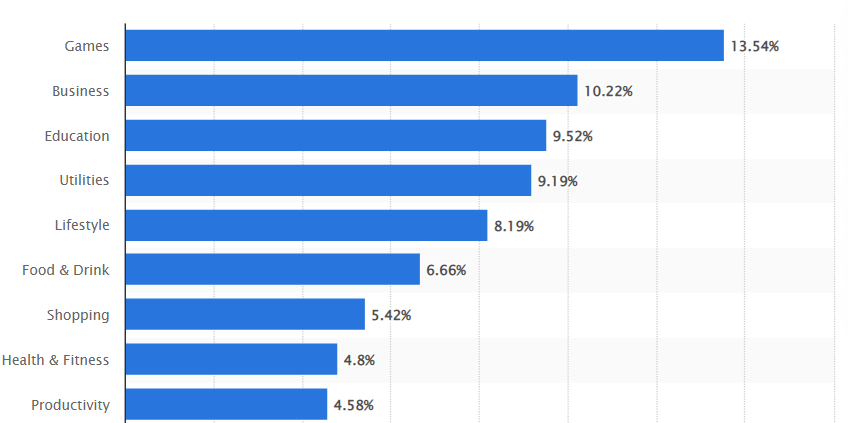 Games 13.54%
Business 10.22%
Education 9.52%
Utilities 9.19%
Lifestyle 8.19%
Food & Drink 6.66%
Shopping 5.42%
Health & Fitness 4.8%
Productivity 4.58%